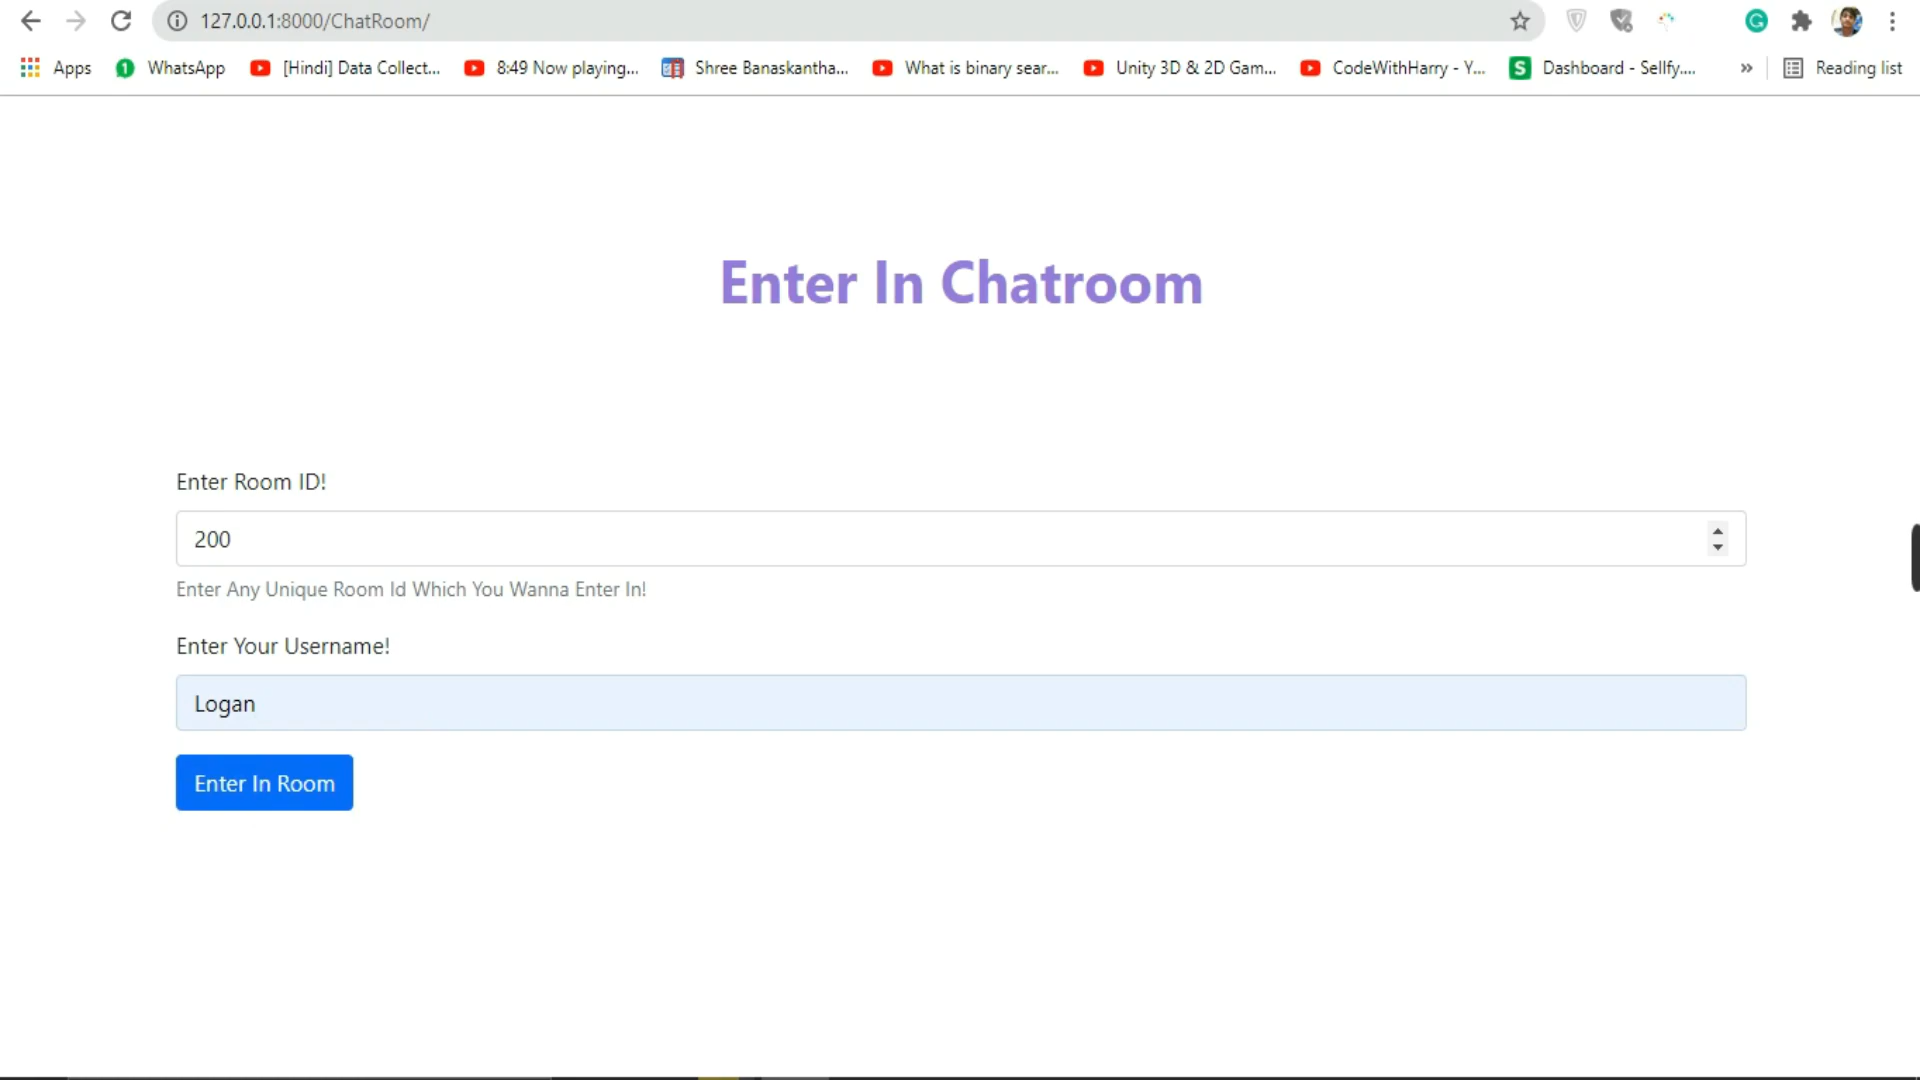 127.0.0.1:8000/ChatRoom/
Apps
1 WhatsApp
[Hindi] Data Collect...
8:49 Now playing...
Shree Banaskantha...
What is binary sear...
Unity 3D & 2D Gam...
CodeWithHarry - Y...
S Dashboard - Sellfy....
» Reading list
Enter In Chatroom
Enter Room ID!
200
Enter Any Unique Room Id Which You Wanna Enter In!
Enter Your Username!
Logan
Enter In Room